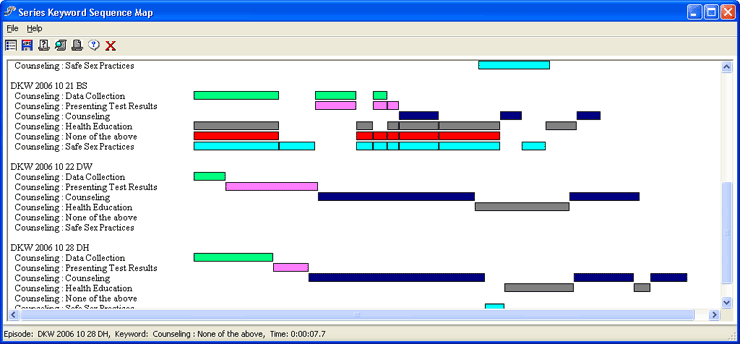 Series Keyword Sequence Map
File Help
Counseling : Safe Sex Practices
DKW 2006 10 21 BS
Counseling : Data Collection
Counseling : Presenting Test Results
Counseling : Counseling
Counseling : Health Education
Counseling : None of the above
Counseling : Safe Sex Practices
DKW 2006 10 22 DW
Counseling : Data Collection
Counseling : Presenting Test Results
Counseling : Counseling
Counseling : Health Education
Counseling : None of the above
Counseling : Safe Sex Practices
DKW 2006 10 28 DH
Counseling : Data Collection
Counseling : Presenting Test Results
Counseling : Counseling
Counseling : Health Education
Counseling : None of the above
Counseling : Safe Sex Practices
Episode: DKW 2006 10 28 DH, Keyword: Counseling : None of the above, Time: 0:00:07.7